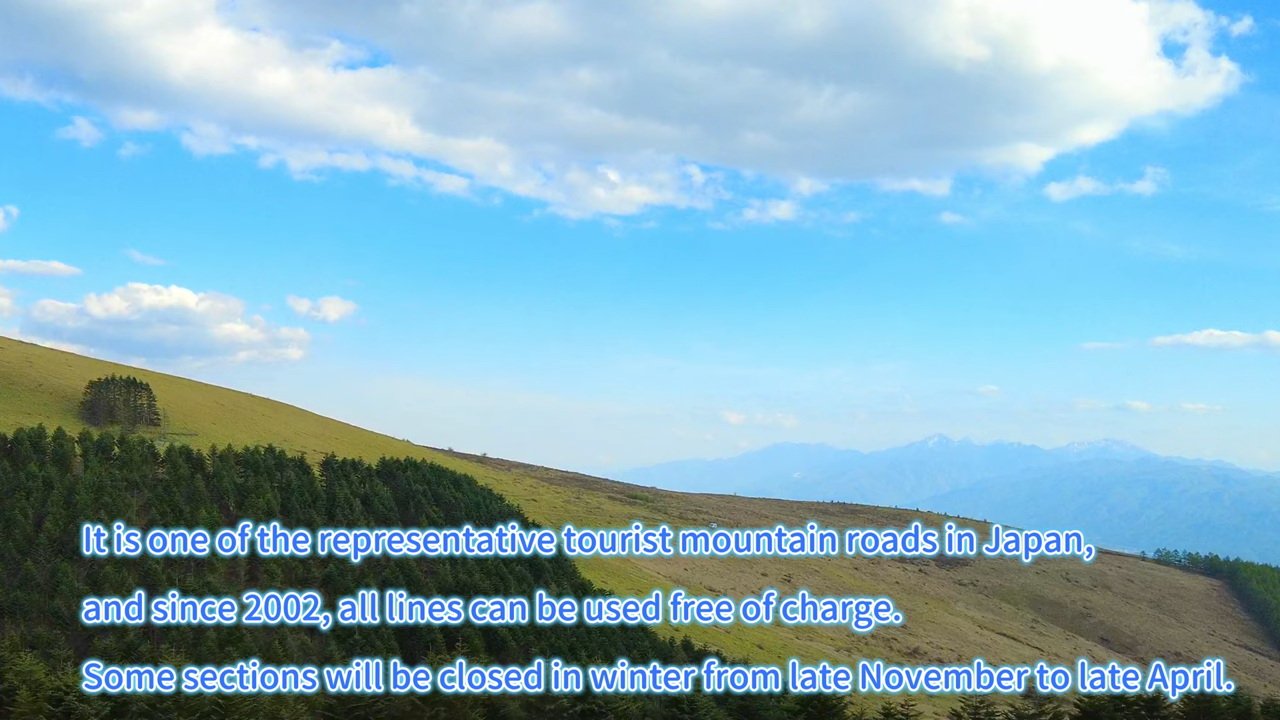 It is one of the representative tourist mountain roads in Japan,
and since 2002, all lines can be used free of charge.
Some sections will be closed in winter from late November to late April.